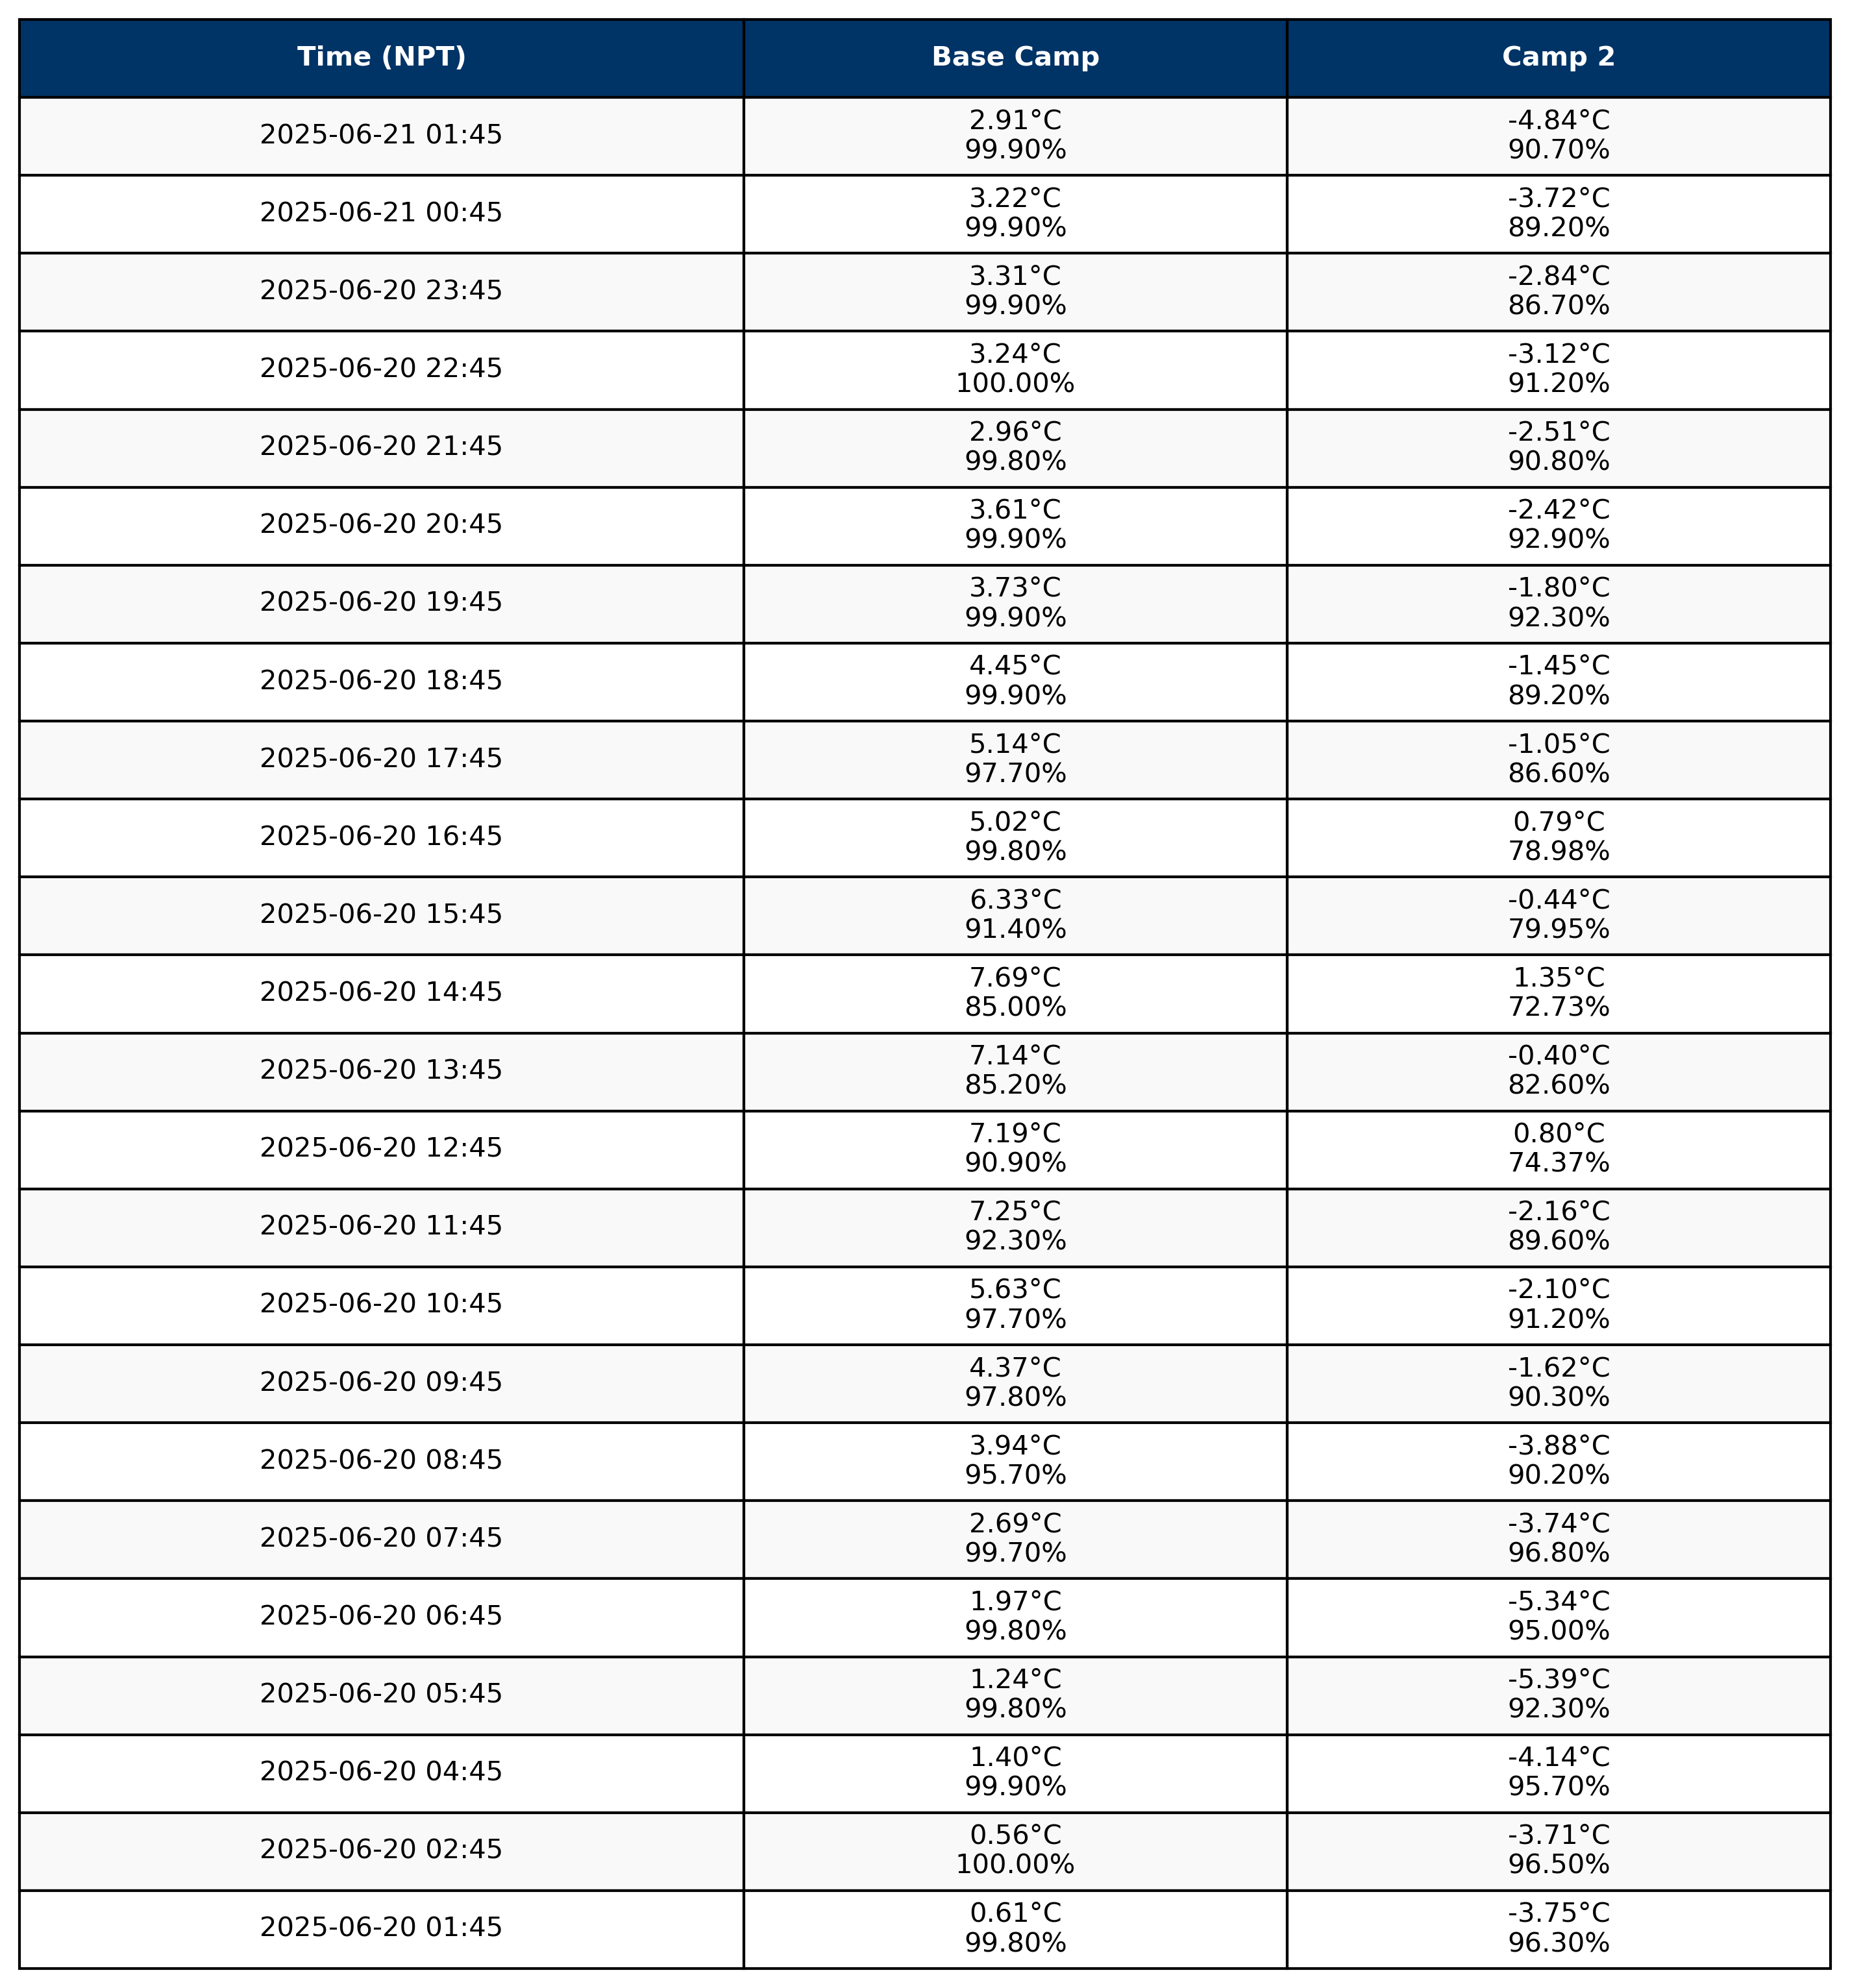 Time (NPT) Base Camp Camp 2
2025-06-21 01:45 2.91°C -4.84°C
99.90% 90.70%
2025-06-21 00:45 3.22°C -3.72°C
99.90% 89.20%
2025-06-20 23:45 3.31°C -2.84°C
99.90% 86.70%
2025-06-20 22:45 3.24°C -3.12°C
100.00% 91.20%
2025-06-20 21:45 2.96°C -2.51°C
99.80% 90.80%
2025-06-20 20:45 3.61°C -2.42°C
99.90% 92.90%
2025-06-20 19:45 3.73°C -1.80°C
99.90% 92.30%
2025-06-20 18:45 4.45°C -1.45°C
99.90% 89.20%
2025-06-20 17:45 5.14°C -1.05°C
97.70% 86.60%
2025-06-20 16:45 5.02°C 0.79°C
99.80% 78.98%
2025-06-20 15:45 6.33°C -0.44°C
91.40% 79.95%
2025-06-20 14:45 7.69°C 1.35°C
85.00% 72.73%
2025-06-20 13:45 7.14°C -0.40°C
85.20% 82.60%
2025-06-20 12:45 7.19°C 0.80°C
90.90% 74.37%
2025-06-20 11:45 7.25°C -2.16°C
92.30% 89.60%
2025-06-20 10:45 5.63°C -2.10°C
97.70% 91.20%
2025-06-20 09:45 4.37°C -1.62°C
97.80% 90.30%
2025-06-20 08:45 3.94°C -3.88°C
95.70% 90.20%
2025-06-20 07:45 2.69°C -3.74°C
99.70% 96.80%
2025-06-20 06:45 1.97°C -5.34°C
99.80% 95.00%
2025-06-20 05:45 1.24°C -5.39°C
99.80% 92.30%
2025-06-20 04:45 1.40°C -4.14°C
99.90% 95.70%
2025-06-20 02:45 0.56°C -3.71°C
100.00% 96.50%
2025-06-20 01:45 0.61°C -3.75°C
99.80% 96.30%